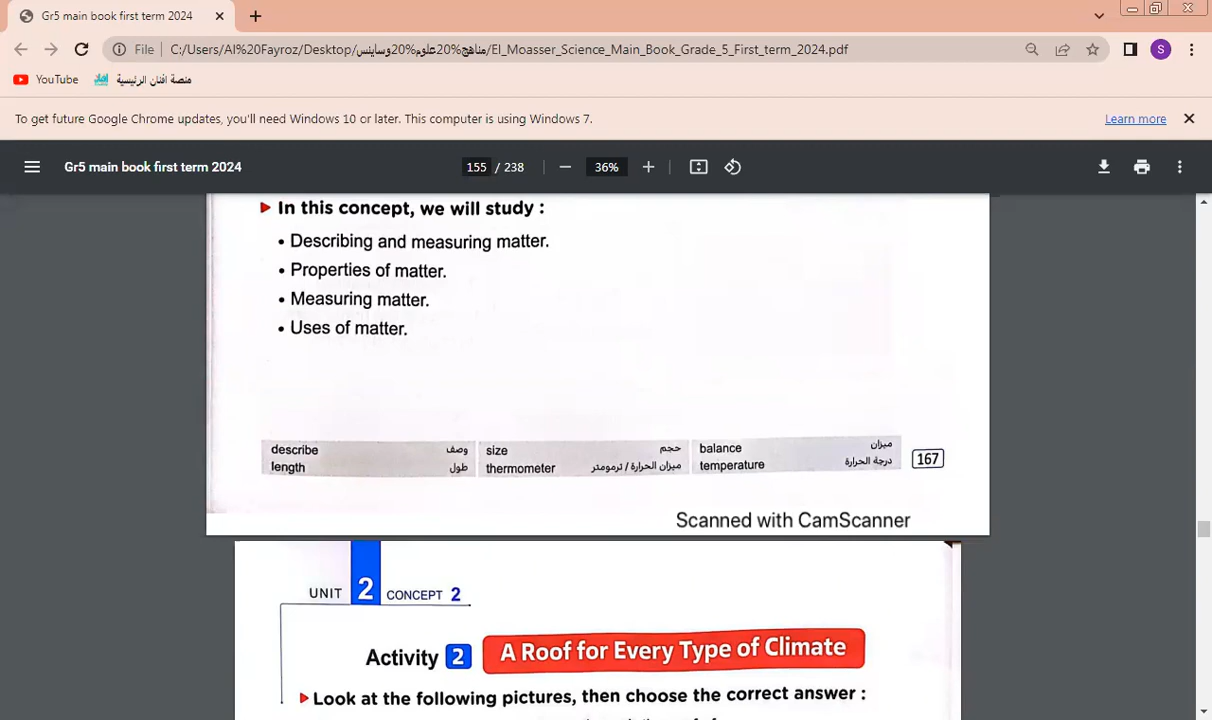 Gr5 main book first term 2024
File
C:/Users/Al%20Fayroz/Desktop/مناهج%20علوم%20وساينس/El_Moasser_Science_Main_Book_Grade_5_First_term_2024.pdf
S
YouTube
منصة أفنان الرئيسية
To get future Google Chrome updates, you'll need Windows 10 or later. This computer is using Windows 7.
Learn more
Gr5 main book first term 2024
155 / 238
36%
In this concept, we will study :
• Describing and measuring matter.
• Properties of matter.
• Measuring matter.
• Uses of matter.
describe وصف size حجم balance ميزان
length طول thermometer ميزان الحرارة / ترمومتر temperature درجة الحرارة
167
Scanned with CamScanner
UNIT 2 CONCEPT 2
Activity 2 A Roof for Every Type of Climate
Look at the following pictures, then choose the correct answer :